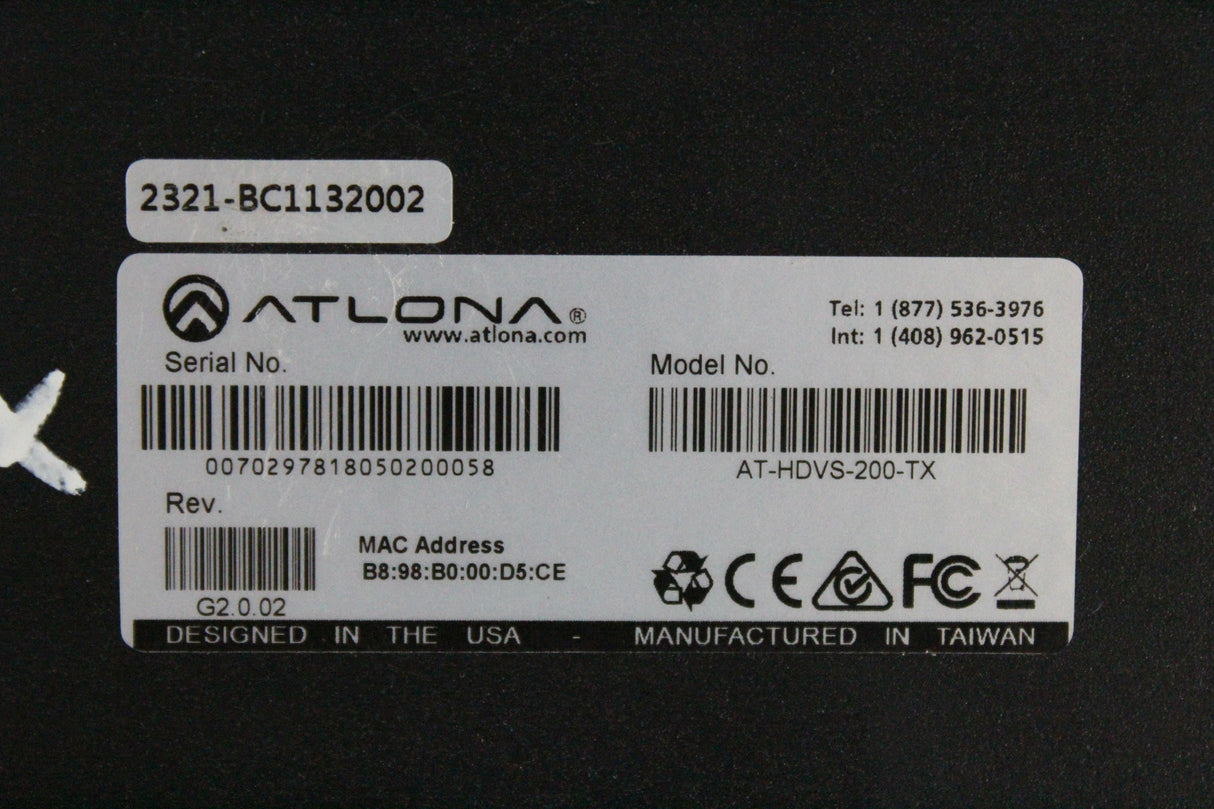 2321-BC1132002
ATLONA®
www.atlona.com
Tel: 1 (877) 536-3976
Int: 1 (408) 962-0515
Serial No.
0070297818050200058
Model No.
AT-HDVS-200-TX
Rev.
G2.0.02
MAC Address
B8:98:B0:00:D5:CE
CE FC
DESIGNED IN THE USA - MANUFACTURED IN TAIWAN